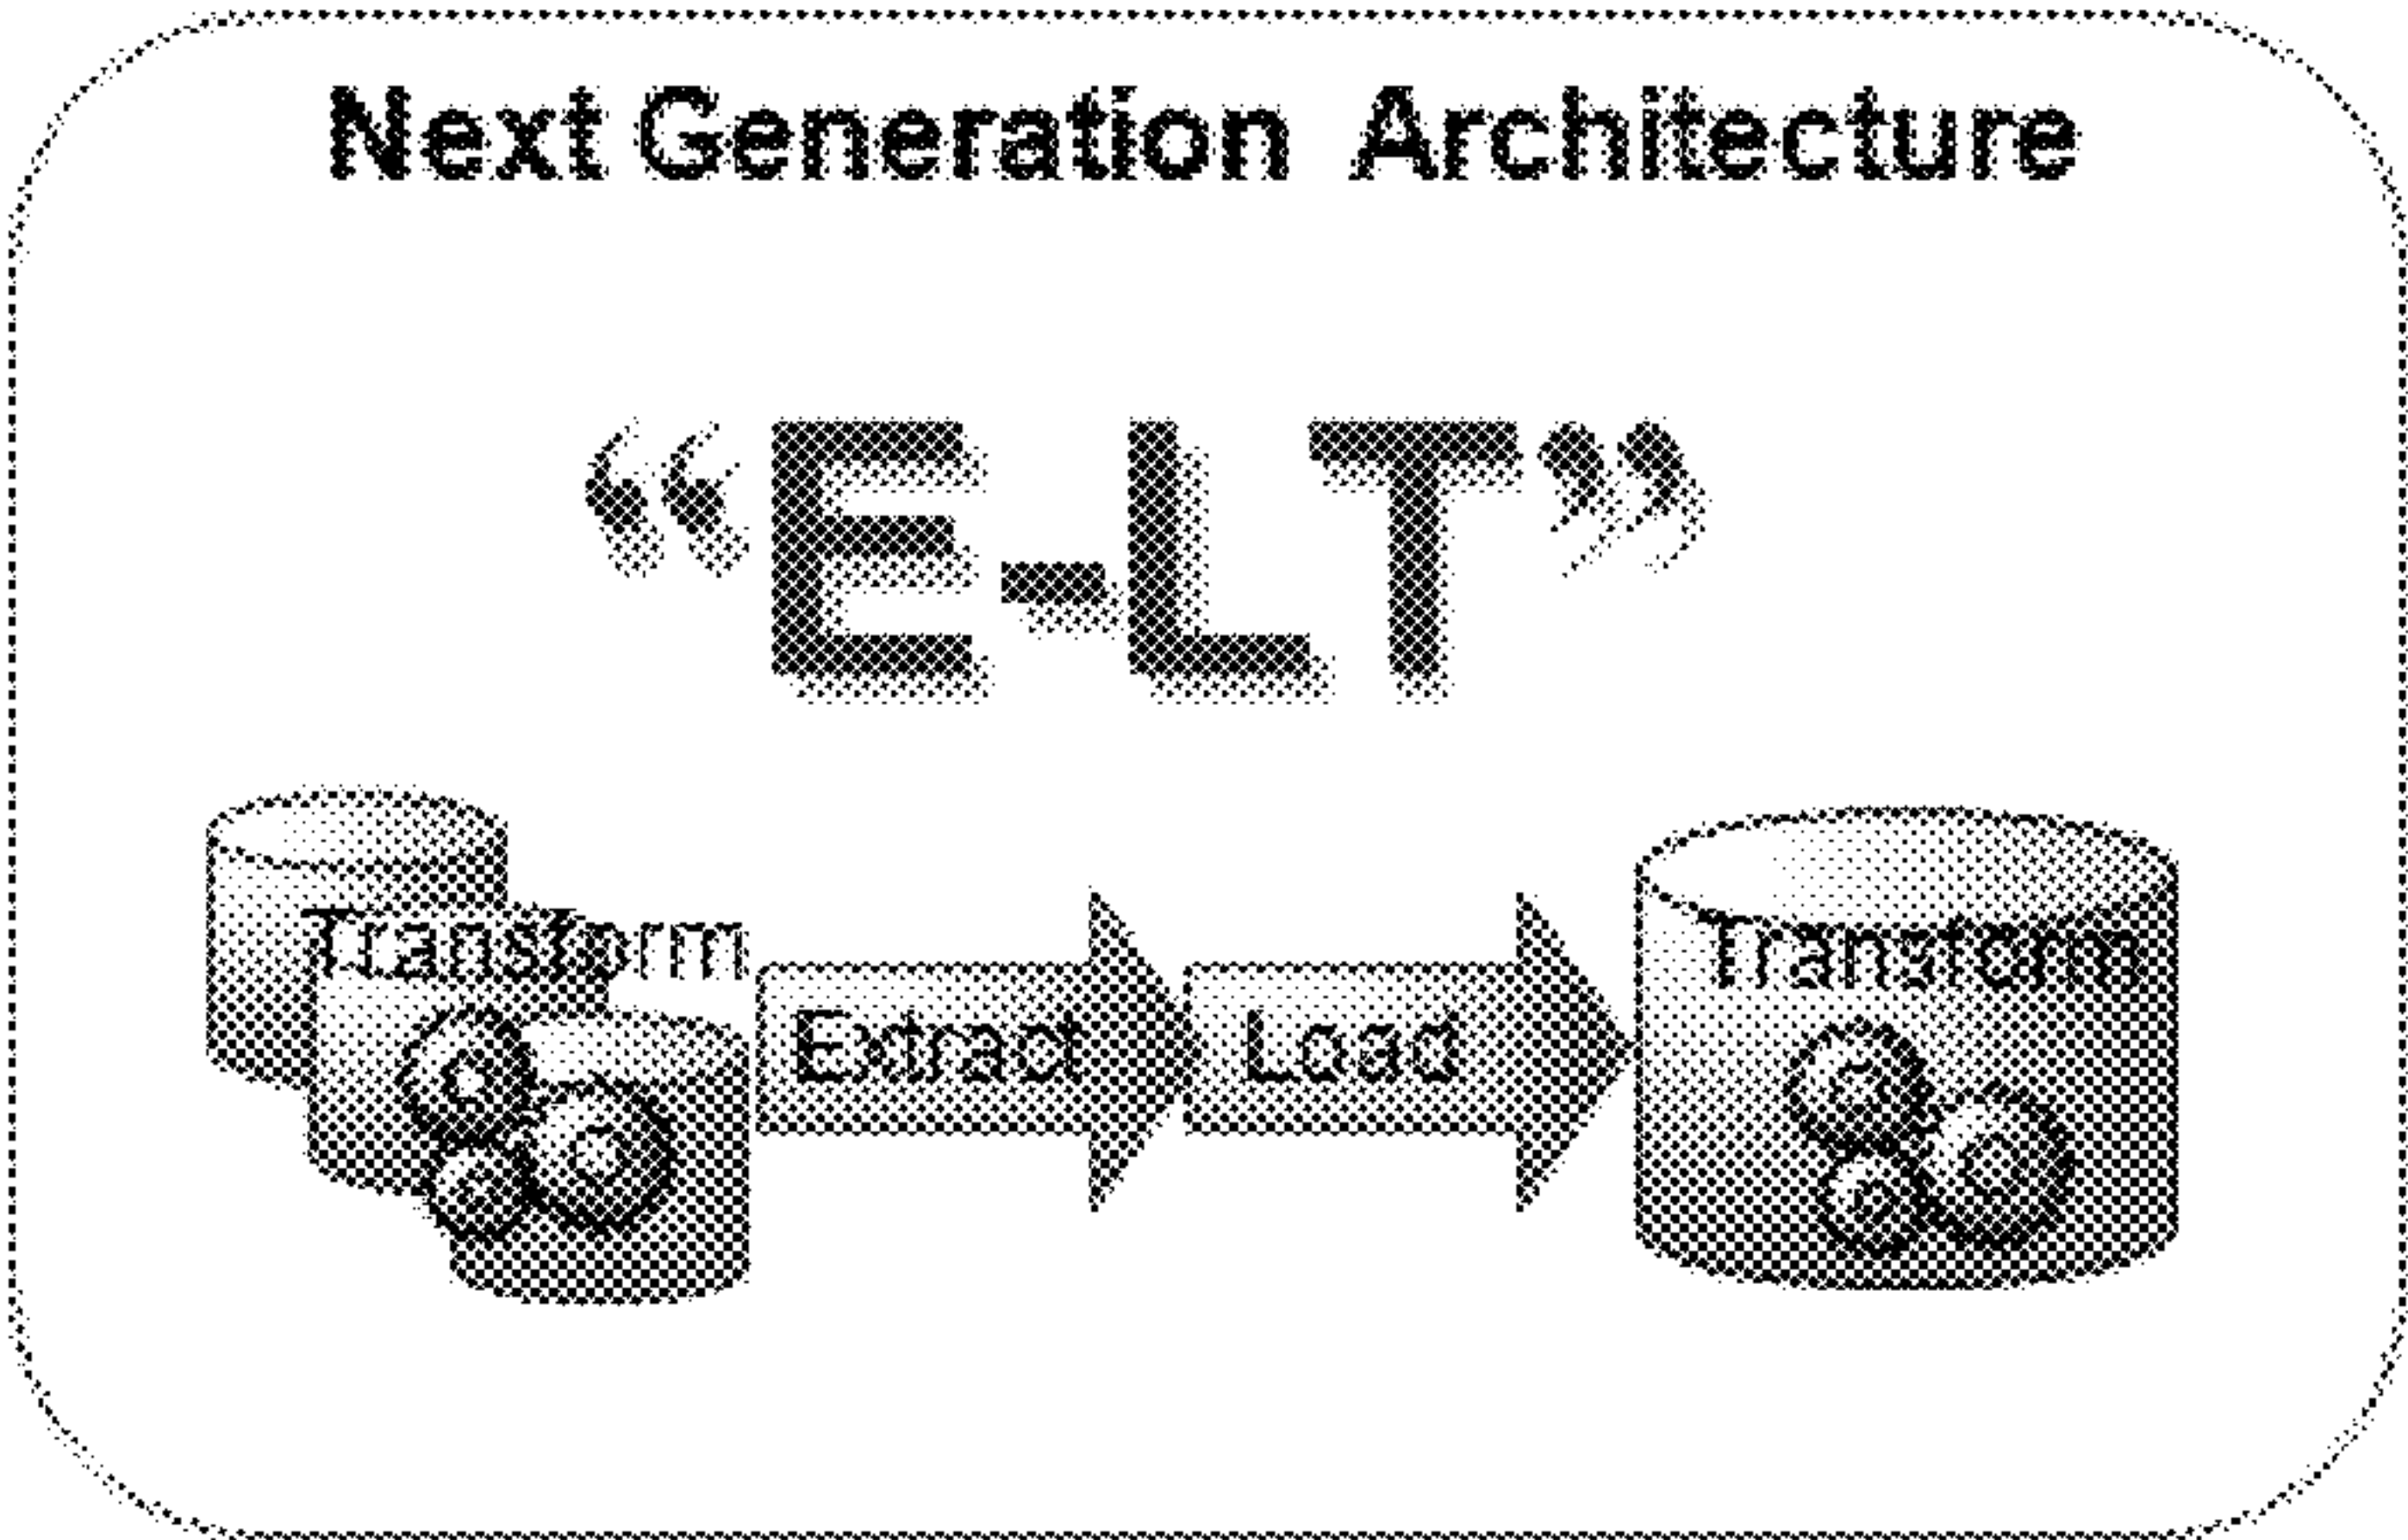 Next Generation Architecture
“E-LT”
Transform
Extract
Load
Transform